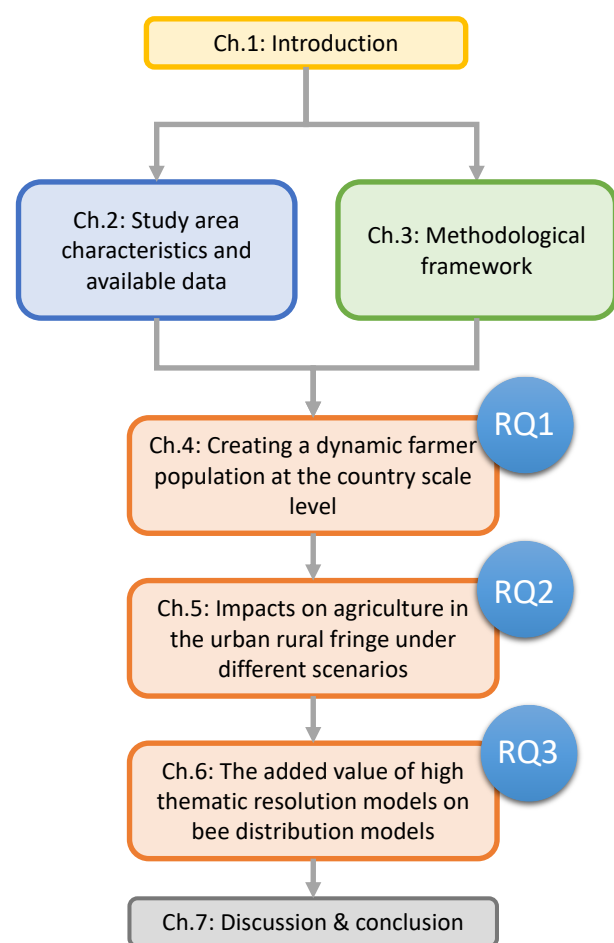 Ch.1: Introduction
Ch.2: Study area
characteristics and
available data
Ch.3: Methodological
framework
RQ1
Ch.4: Creating a dynamic farmer
population at the country scale
level
RQ2
Ch.5: Impacts on agriculture in
the urban rural fringe under
different scenarios
RQ3
Ch.6: The added value of high
thematic resolution models on
bee distribution models
Ch.7: Discussion & conclusion